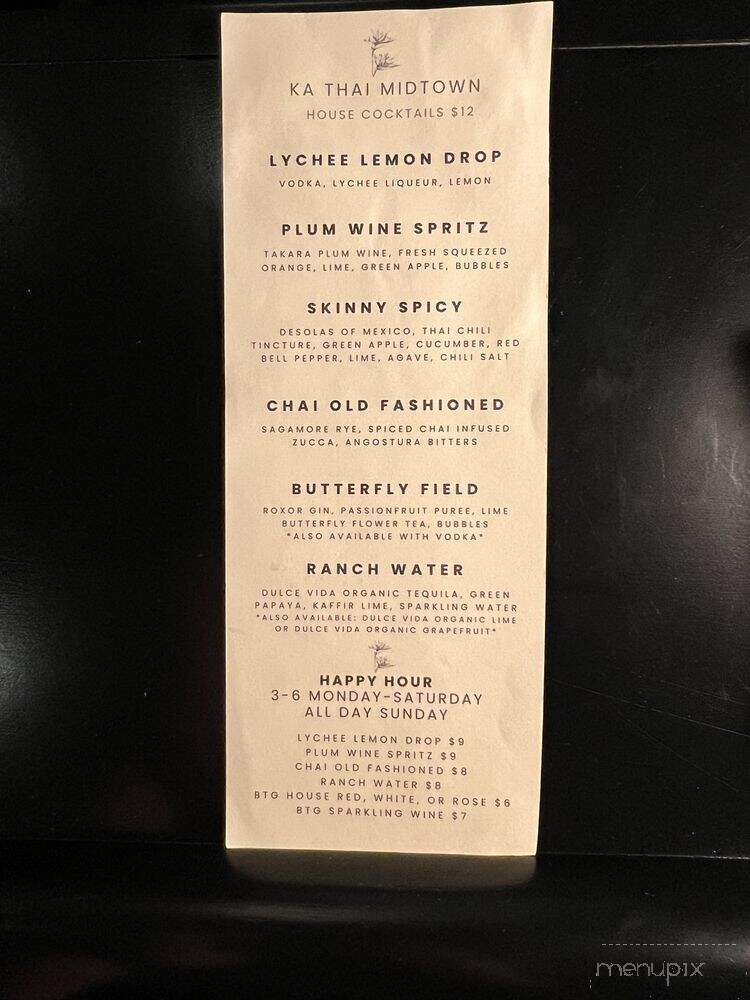 KA THAI MIDTOWN
HOUSE COCKTAILS $12
LYCHEE LEMON DROP
VODKA, LYCHEE LIQUEUR, LEMON
PLUM WINE SPRITZ
TAKARA PLUM WINE, FRESH SQUEEZED
ORANGE, LIME, GREEN APPLE, BUBBLES
SKINNY SPICY
DESOLAS OF MEXICO, THAI CHILI
TINCTURE, GREEN APPLE, CUCUMBER, RED
BELL PEPPER, LIME, AGAVE, CHILI SALT
CHAI OLD FASHIONED
SAGAMORE RYE, SPICED CHAI INFUSED
ZUCCA, ANGOSTURA BITTERS
BUTTERFLY FIELD
ROXOR GIN, PASSIONFRUIT PUREE, LIME
BUTTERFLY FLOWER TEA, BUBBLES
*ALSO AVAILABLE WITH VODKA*
RANCH WATER
DULCE VIDA ORGANIC TEQUILA, GREEN
PAPAYA, KAFFIR LIME, SPARKLING WATER
*ALSO AVAILABLE: DULCE VIDA ORGANIC LIME
OR DULCE VIDA ORGANIC GRAPEFRUIT*
HAPPY HOUR
3-6 MONDAY-SATURDAY
ALL DAY SUNDAY
LYCHEE LEMON DROP $9
PLUM WINE SPRITZ $9
CHAI OLD FASHIONED $8
RANCH WATER $8
BTG HOUSE RED, WHITE, OR ROSE $6
BTG SPARKLING WINE $7
menupix